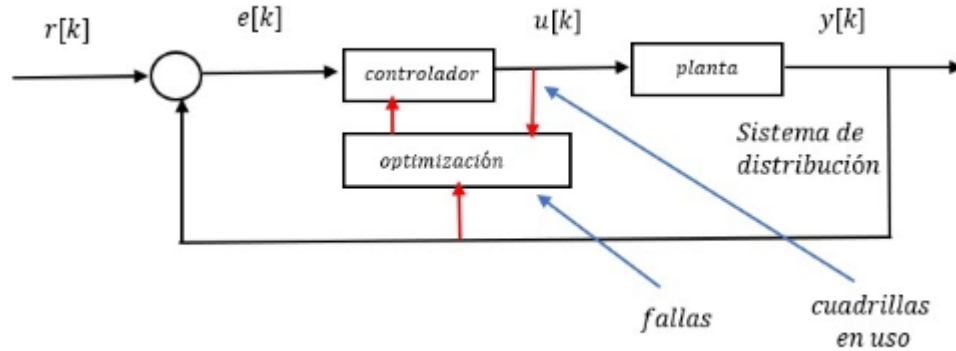 r[k]
e[k]
u[k]
y[k]
controlador
planta
optimización
Sistema de
distribución
fallas
cuadrillas
en uso